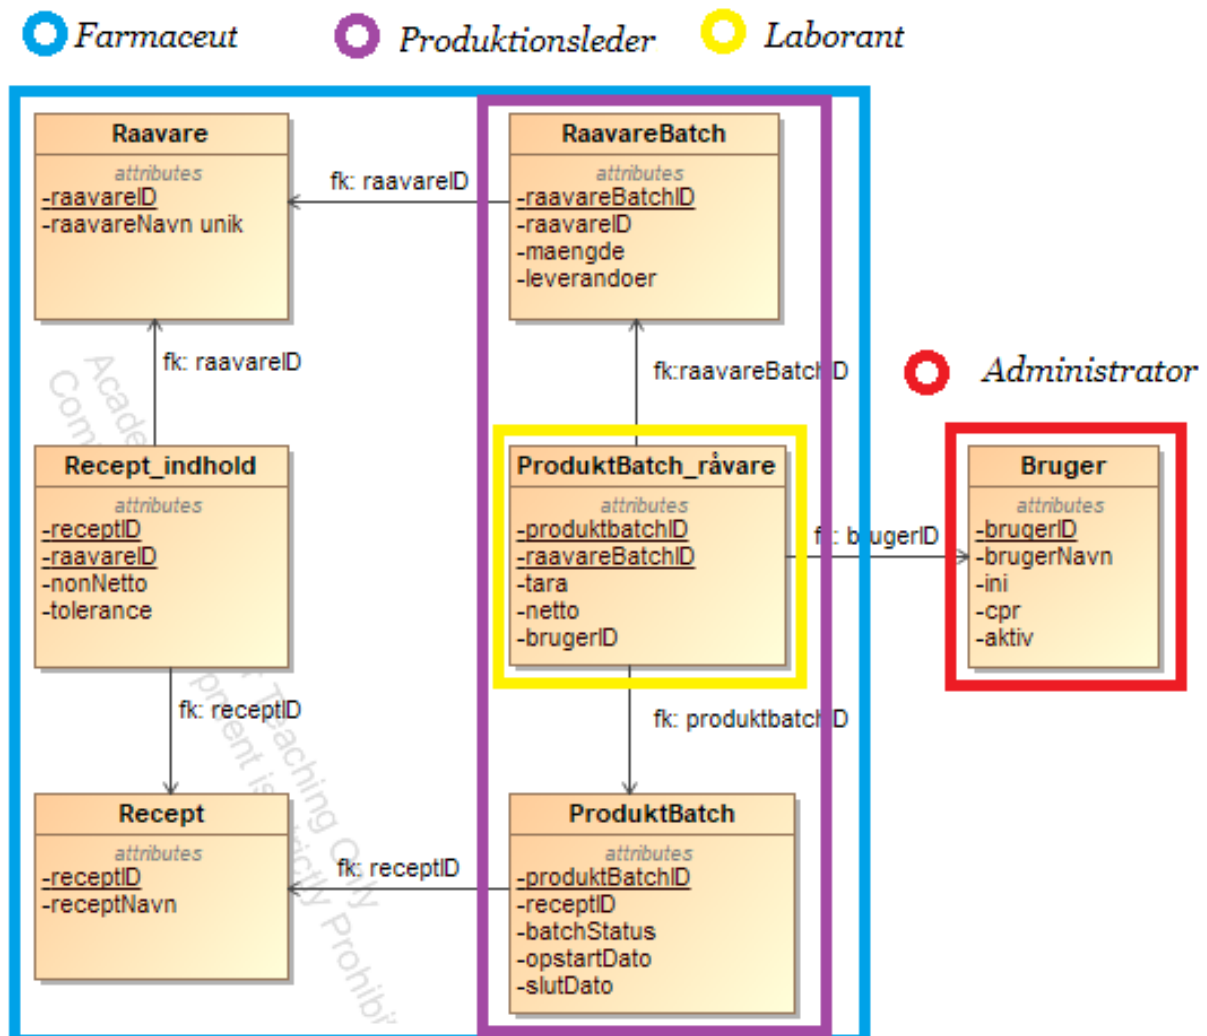 Farmaceut
Produktionsleder
Laborant
Raavare
attributes
-raavareID
-raavareNavn unik
fk: raavareID
RaavareBatch
attributes
-raavareBatchID
-raavareID
-maengde
-leverandoer
fk: raavareID
fk:raavareBatchID
Administrator
Recept_indhold
attributes
-receptID
-raavareID
-nonNetto
-tolerance
ProduktBatch_råvare
attributes
-produktbatchID
-raavareBatchID
-tara
-netto
-brugerID
fk: brugerID
Bruger
attributes
-brugerID
-brugerNavn
-ini
-cpr
-aktiv
fk: receptID
fk: produktbatchID
Recept
attributes
-receptID
-receptNavn
fk: receptID
ProduktBatch
attributes
-produktBatchID
-receptID
-batchStatus
-opstartDato
-slutDato
Teaching Only